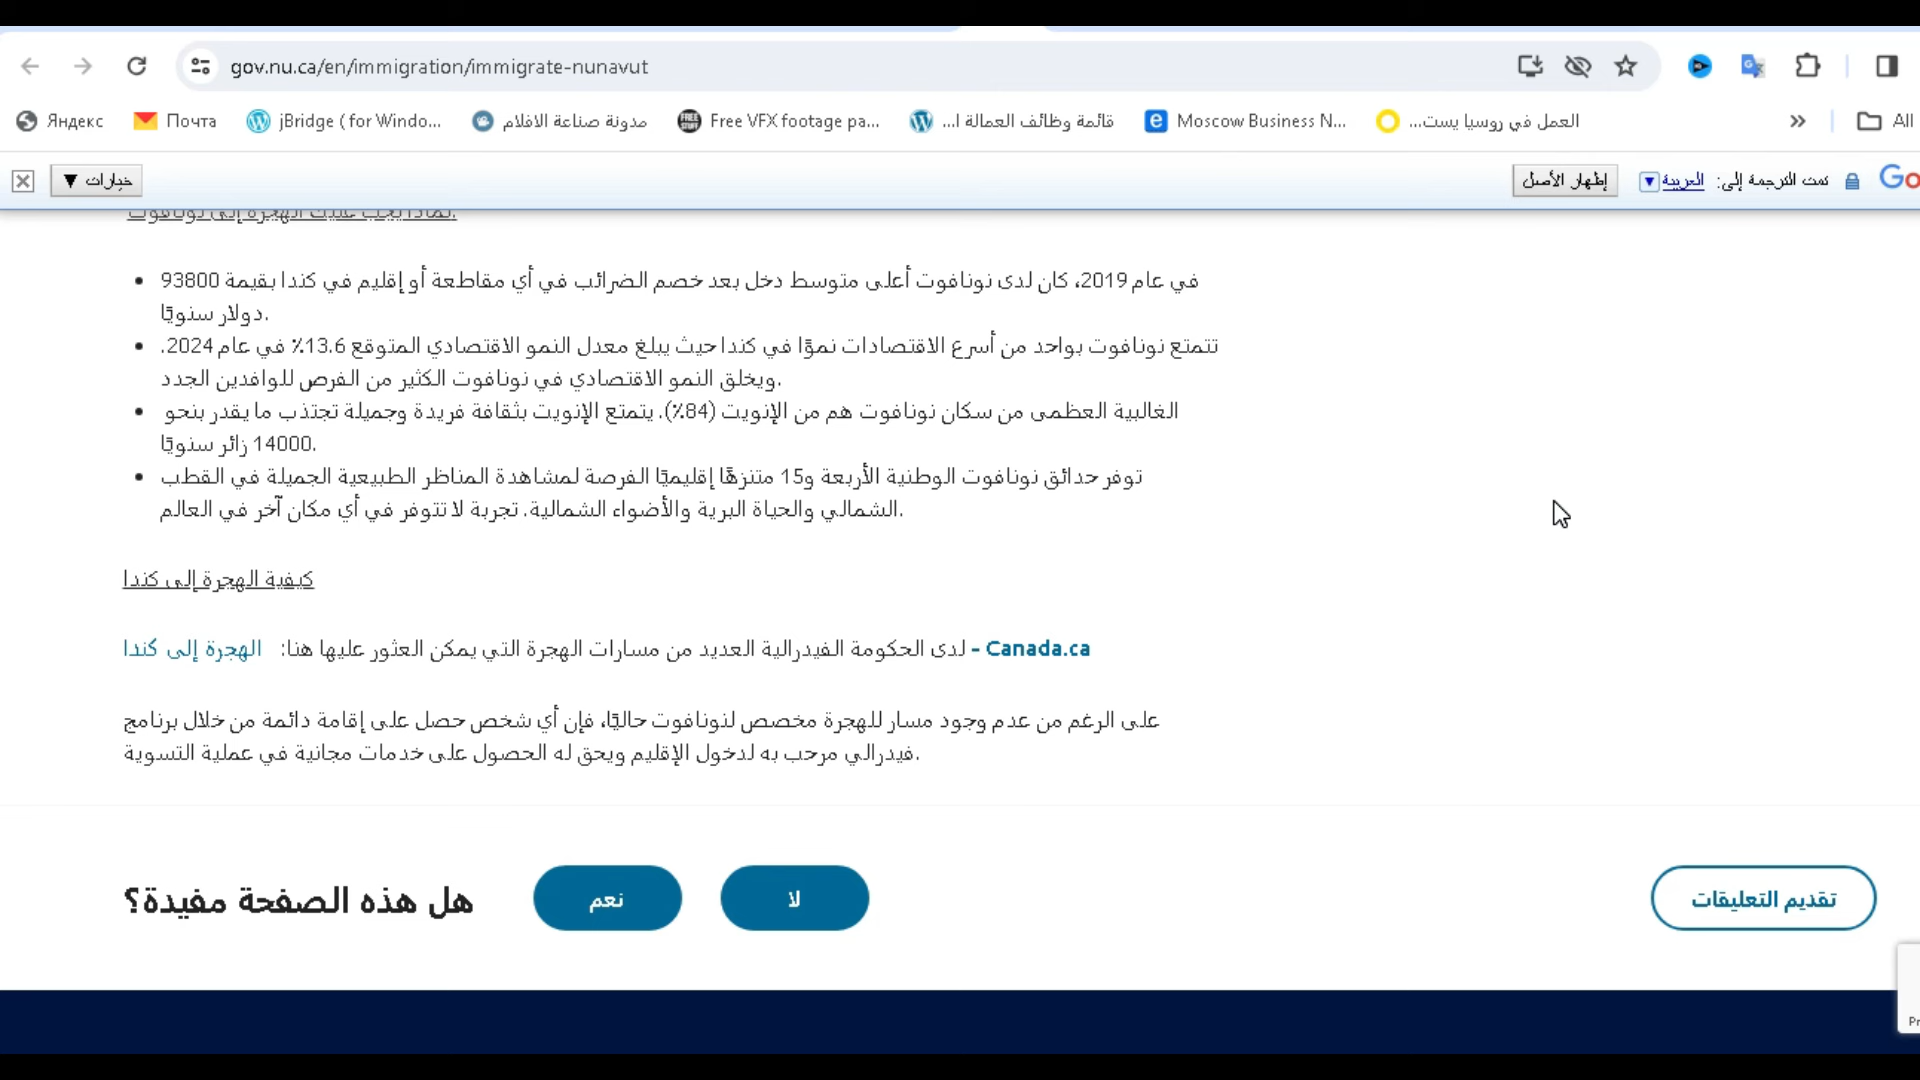 gov.nu.ca/en/immigration/immigrate-nunavut
Яндекс
Почта
jBridge (for Windo...
مدونة صناعة الافلام
Free VFX footage pa...
قائمة وظائف العمالة ا...
Moscow Business N...
العمل في روسيا يست...
All
خيارات ▼
إظهار الأصل
تمت الترجمة إلى: العربية
Go
لماذا يجب عليك الهجرة إلى نونافوت.
في عام 2019، كان لدى نونافوت أعلى متوسط دخل بعد خصم الضرائب في أي مقاطعة أو إقليم في كندا بقيمة 93800
دولار سنويًا.
تتمتع نونافوت بواحد من أسرع الاقتصادات نموًا في كندا حيث يبلغ معدل النمو الاقتصادي المتوقع 13.6٪ في عام 2024.
ويخلق النمو الاقتصادي في نونافوت الكثير من الفرص للوافدين الجدد.
الغالبية العظمى من سكان نونافوت هم من الإنويت (84٪). يتمتع الإنويت بثقافة فريدة وجميلة تجتذب ما يقدر بنحو
14000 زائر سنويًا.
توفر حدائق نونافوت الوطنية الأربعة و15 متنزهًا إقليميًا الفرصة لمشاهدة المناظر الطبيعية الجميلة في القطب
الشمالي والحياة البرية والأضواء الشمالية. تجربة لا تتوفر في أي مكان آخر في العالم.
كيفية الهجرة إلى كندا
لدى الحكومة الفيدرالية العديد من مسارات الهجرة التي يمكن العثور عليها هنا: الهجرة إلى كندا – Canada.ca
على الرغم من عدم وجود مسار للهجرة مخصص لنونافوت حاليًا، فإن أي شخص حصل على إقامة دائمة من خلال برنامج
فيدرالي مرحب به لدخول الإقليم ويحق له الحصول على خدمات مجانية في عملية التسوية.
هل هذه الصفحة مفيدة؟
نعم
لا
تقديم التعليقات